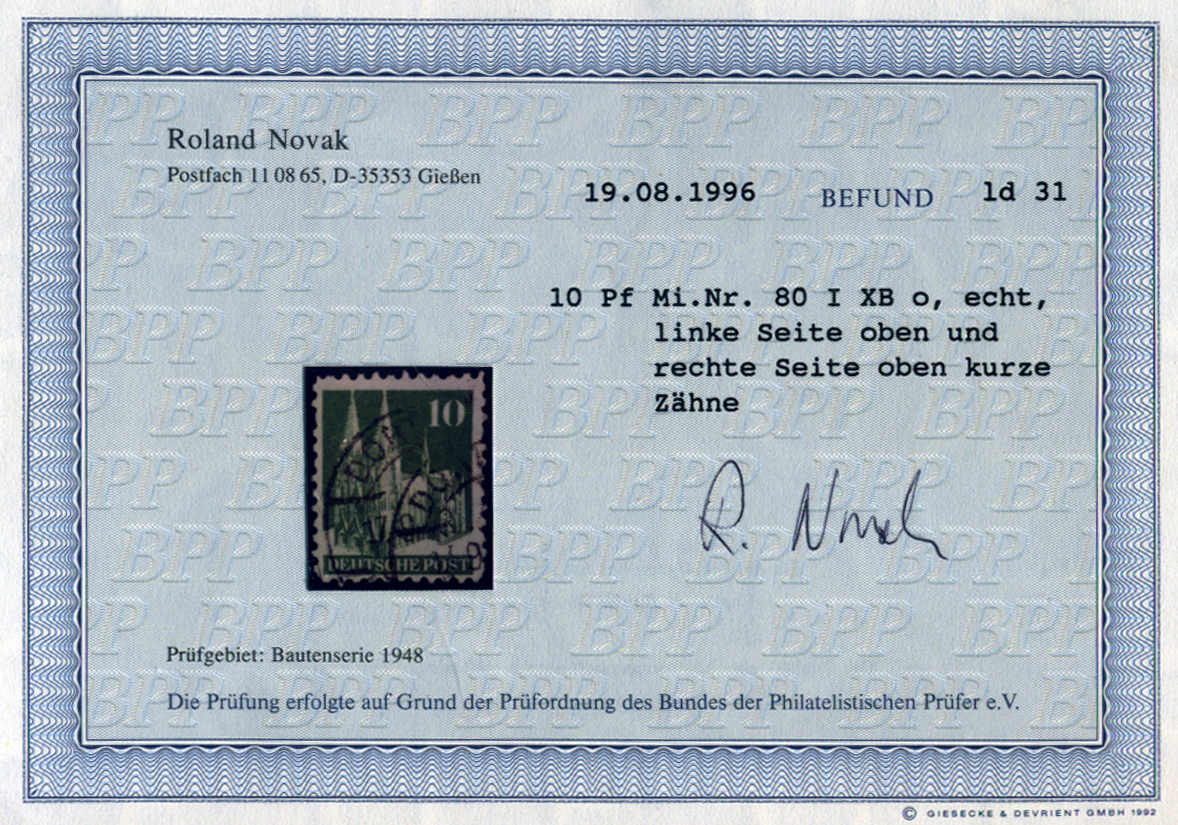 Roland Novak
Postfach 11 08 65, D-35353 Gießen
19.08.1996 BEFUND ld 31
10 Pf Mi.Nr. 80 I XB o, echt,
linke Seite oben und
rechte Seite oben kurze
Zähne
10
DEUTSCHE POST
R. Novak
Prüfgebiet: Bautenserie 1948
Die Prüfung erfolgte auf Grund der Prüfordnung des Bundes der Philatelistischen Prüfer e.V.
© GIESECKE & DEVRIENT GMBH 1992
BPP